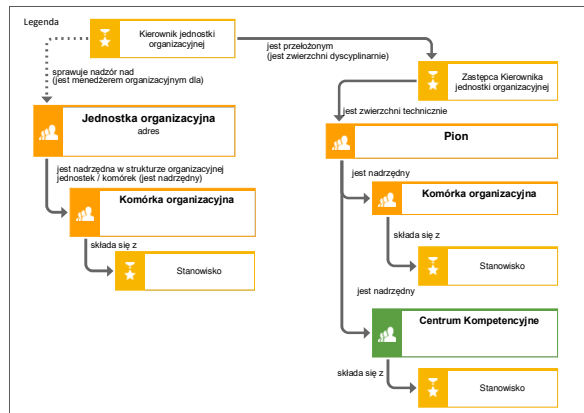 Legenda
Kierownik jednostki
organizacyjnej
jest przełożonym
(jest zwierzchni dyscyplinarnie)
sprawuje nadzór nad
(jest menedżerem organizacyjnym dla)
Zastępca Kierownika
jednostki organizacyjnej
jest zwierzchni technicznie
Jednostka organizacyjna
adres
Pion
jest nadrzędna w strukturze organizacyjnej
jednostek / komórek (jest nadrzędny)
jest nadrzędny
Komórka organizacyjna
Komórka organizacyjna
składa się z
składa się z
Stanowisko
Stanowisko
jest nadrzędny
Centrum Kompetencyjne
składa się z
Stanowisko